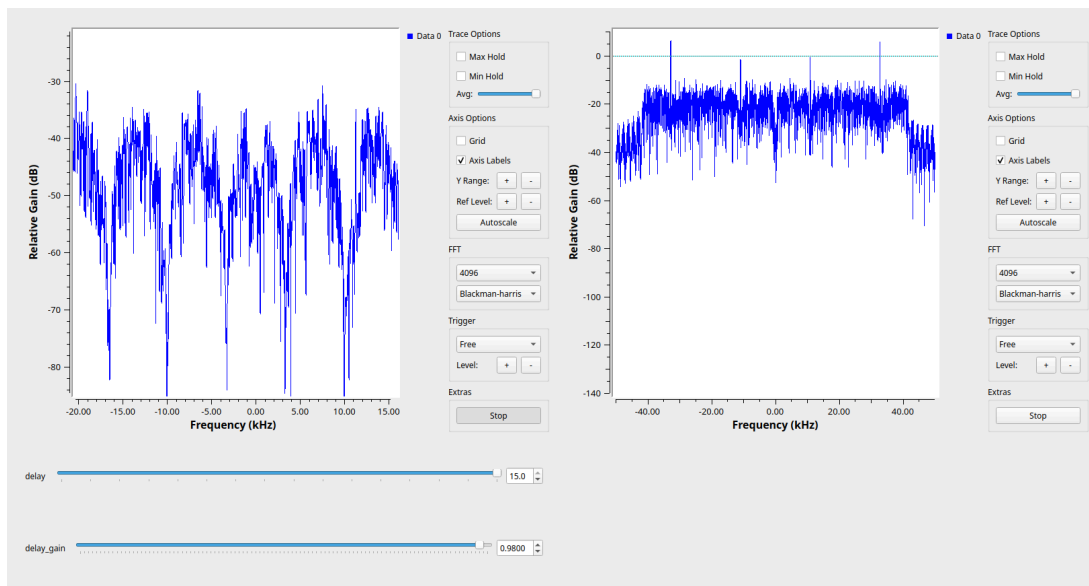 Data 0
Trace Options
Max Hold
Min Hold
Avg:
Axis Options
Grid
Axis Labels
Y Range: + -
Ref Level: + -
Autoscale
FFT
4096
Blackman-harris
Trigger
Free
Level: + -
Extras
Stop
Relative Gain (dB)
-30
-40
-50
-60
-70
-80
-20.00 -15.00 -10.00 -5.00 0.00 5.00 10.00 15.00
Frequency (kHz)
Data 0
Trace Options
Max Hold
Min Hold
Avg:
Axis Options
Grid
Axis Labels
Y Range: + -
Ref Level: + -
Autoscale
FFT
4096
Blackman-harris
Trigger
Free
Level: + -
Extras
Stop
Relative Gain (dB)
0
-20
-40
-60
-80
-100
-120
-140
-40.00 -20.00 0.00 20.00 40.00
Frequency (kHz)
delay 15.0
delay_gain 0.9800